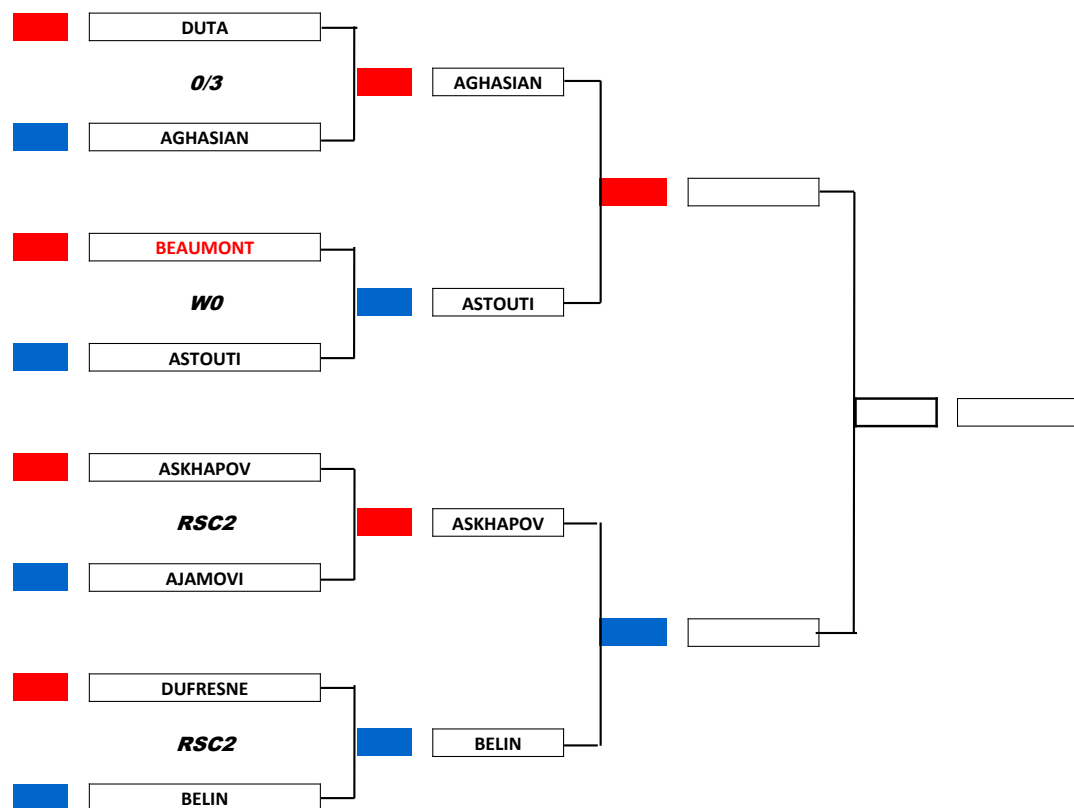 DUTA
0/3
AGHASIAN
AGHASIAN
BEAUMONT
W0
ASTOUTI
ASTOUTI
ASKHAPOV
RSC2
ASKHAPOV
AJAMOVI
DUFRESNE
RSC2
BELIN
BELIN